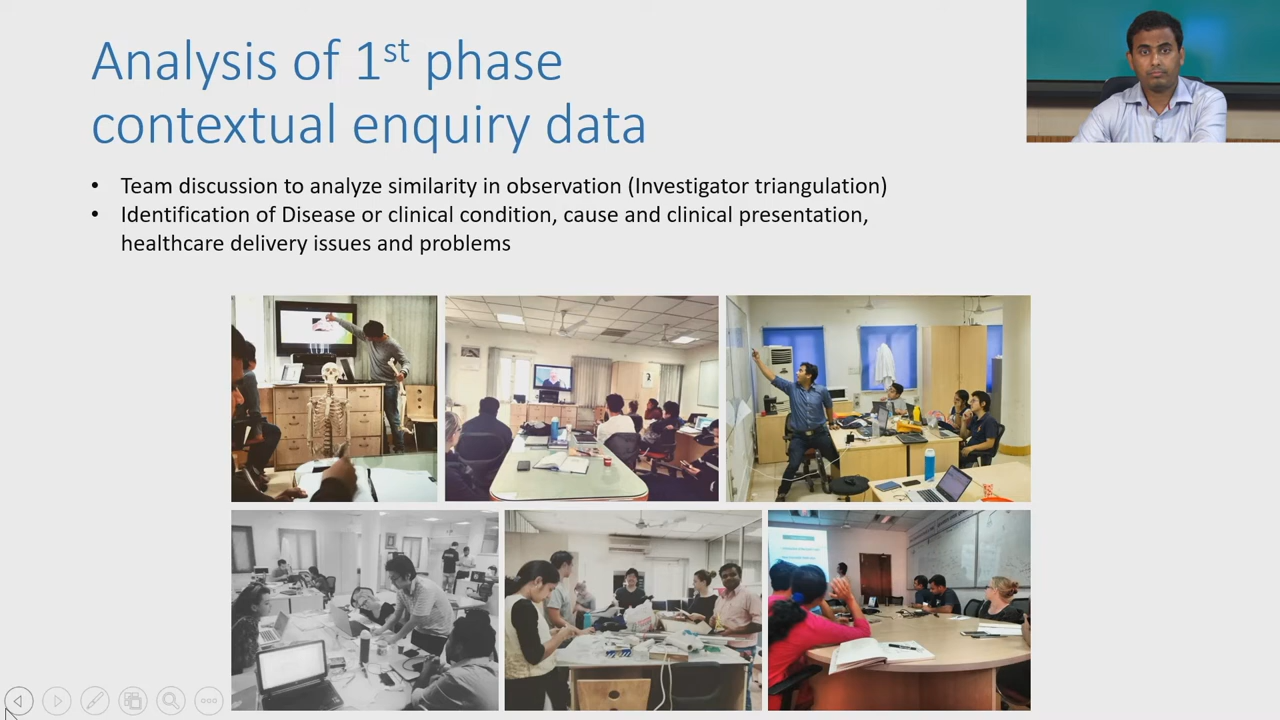 Analysis of 1st phase
contextual enquiry data
• Team discussion to analyze similarity in observation (Investigator triangulation)
• Identification of Disease or clinical condition, cause and clinical presentation,
healthcare delivery issues and problems